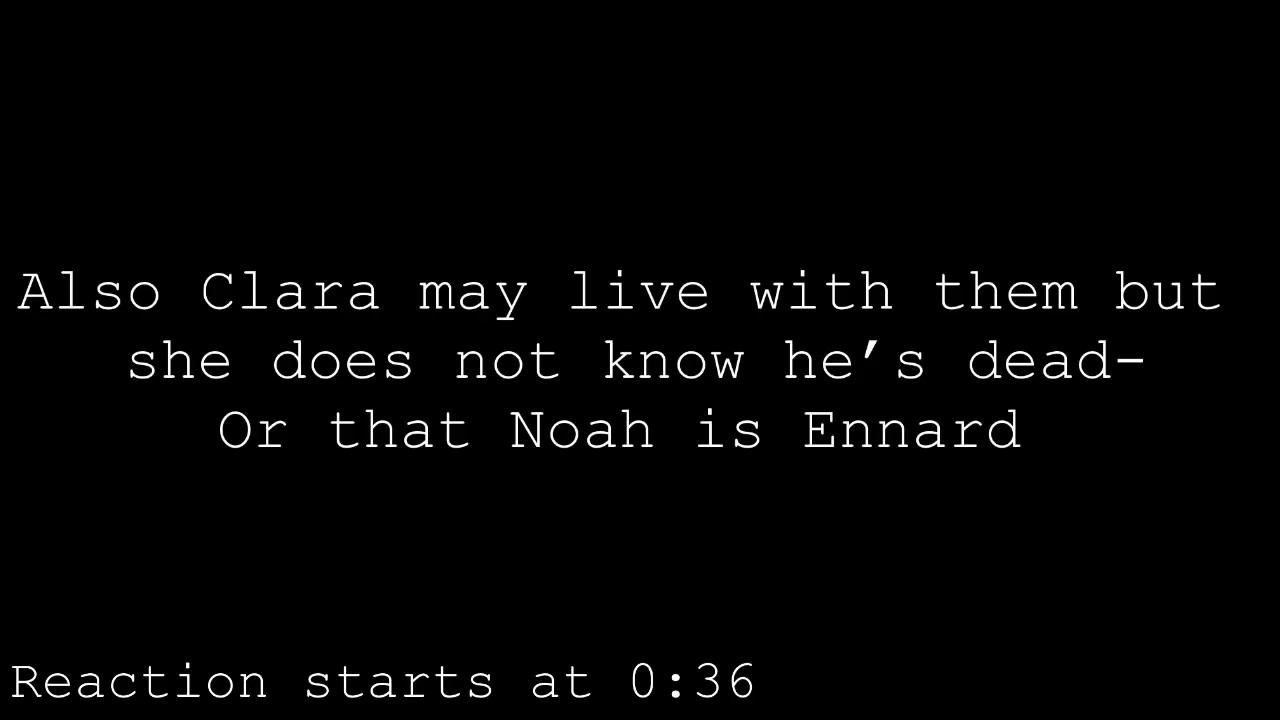 Also Clara may live with them but
she does not know he’s dead-
Or that Noah is Ennard
Reaction starts at 0:36